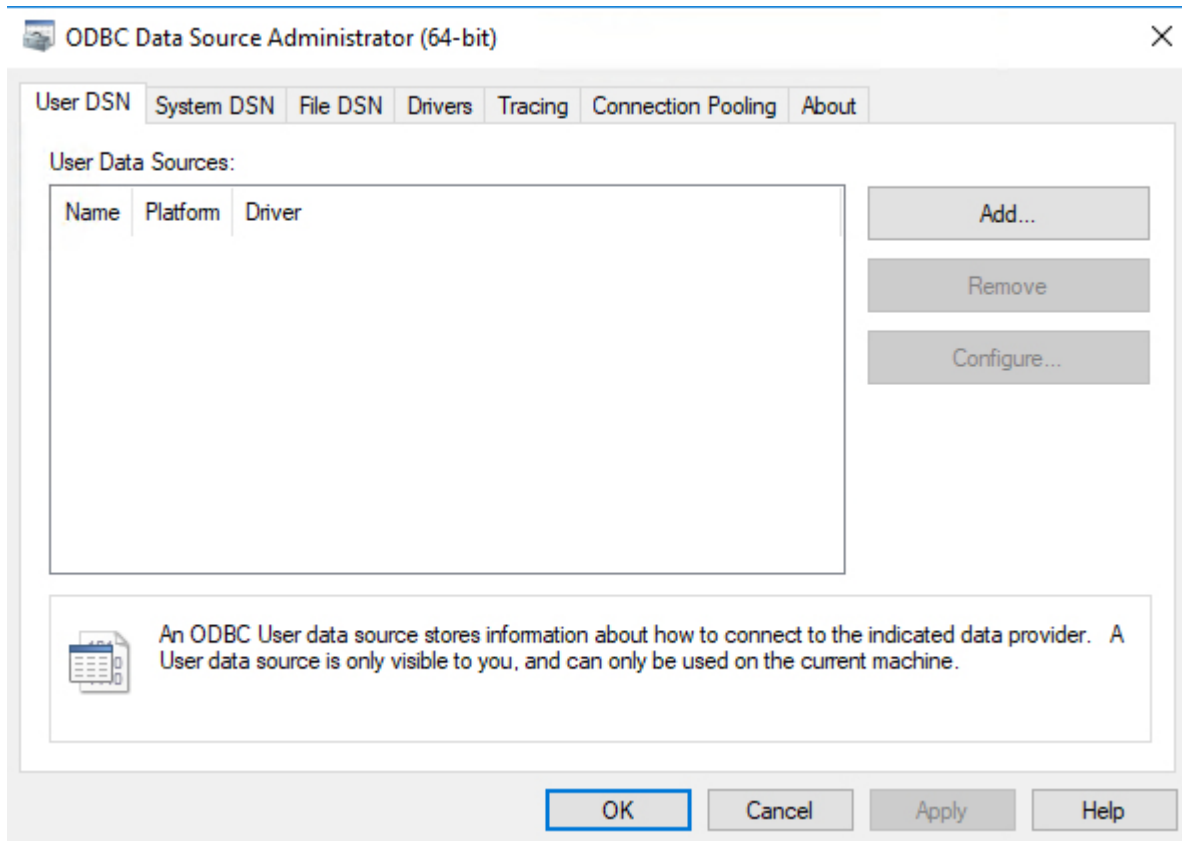 ODBC Data Source Administrator (64-bit)
User DSN System DSN File DSN Drivers Tracing Connection Pooling About
User Data Sources:
Name Platform Driver
Add...
Remove
Configure...
An ODBC User data source stores information about how to connect to the indicated data provider. A
User data source is only visible to you, and can only be used on the current machine.
OK Cancel Apply Help